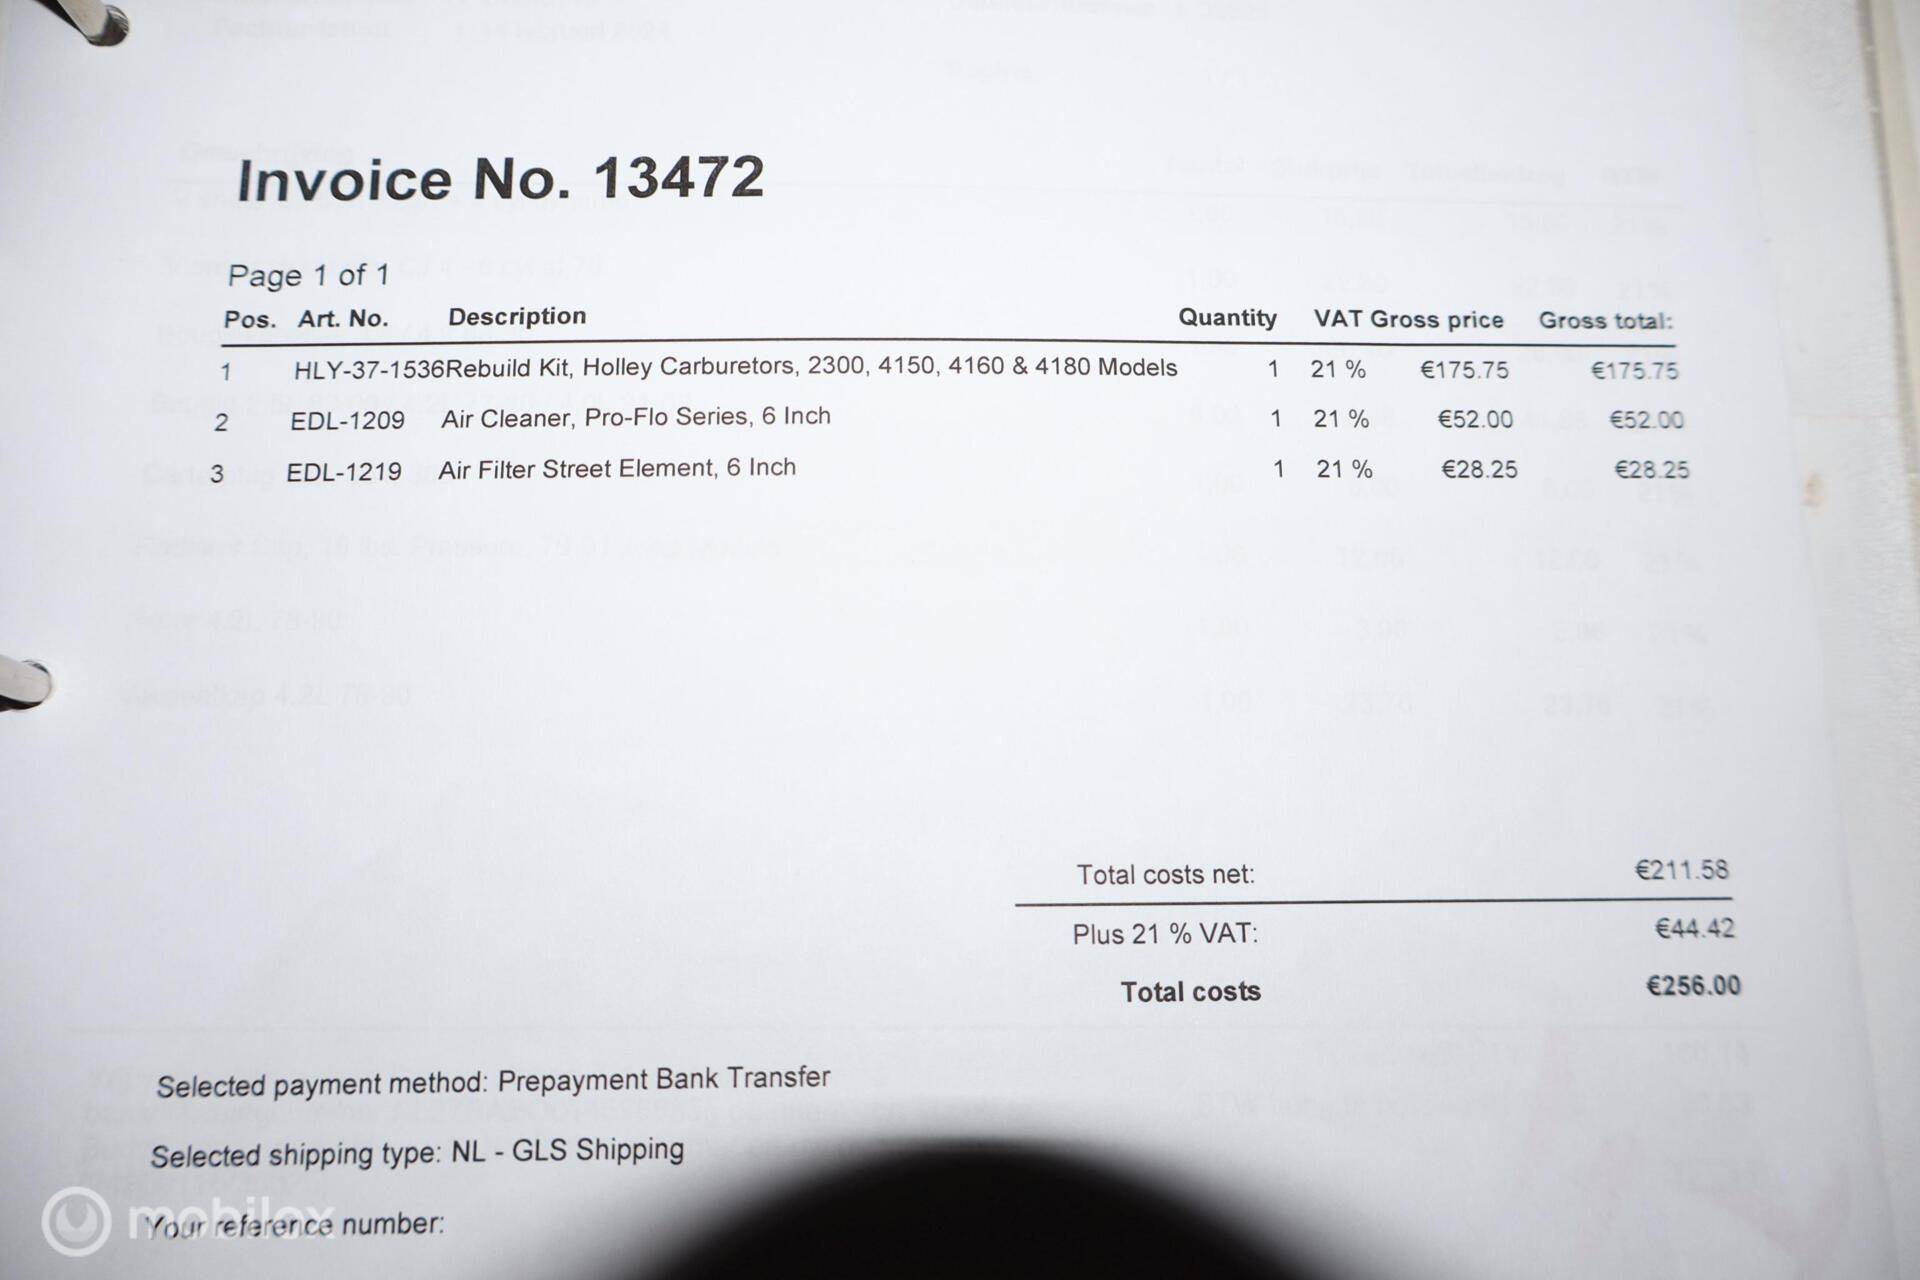 Invoice No. 13472
Page 1 of 1
Pos. Art. No. Description Quantity VAT Gross price Gross total:
1 HLY-37-1536Rebuild Kit, Holley Carburetors, 2300, 4150, 4160 & 4180 Models 1 21 % €175.75 €175.75
2 EDL-1209 Air Cleaner, Pro-Flo Series, 6 Inch 1 21 % €52.00 €52.00
3 EDL-1219 Air Filter Street Element, 6 Inch 1 21 % €28.25 €28.25
Total costs net: €211.58
Plus 21 % VAT: €44.42
Total costs €256.00
Selected payment method: Prepayment Bank Transfer
Selected shipping type: NL - GLS Shipping
Your reference number:
mobilox